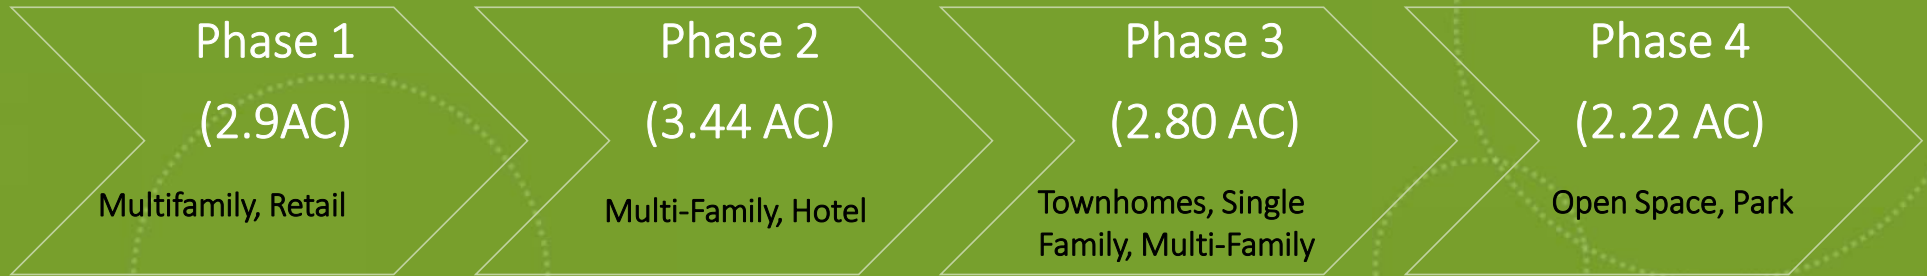 Phase 1
(2.9AC)
Multifamily, Retail
Phase 2
(3.44 AC)
Multi-Family, Hotel
Phase 3
(2.80 AC)
Townhomes, Single
Family, Multi-Family
Phase 4
(2.22 AC)
Open Space, Park